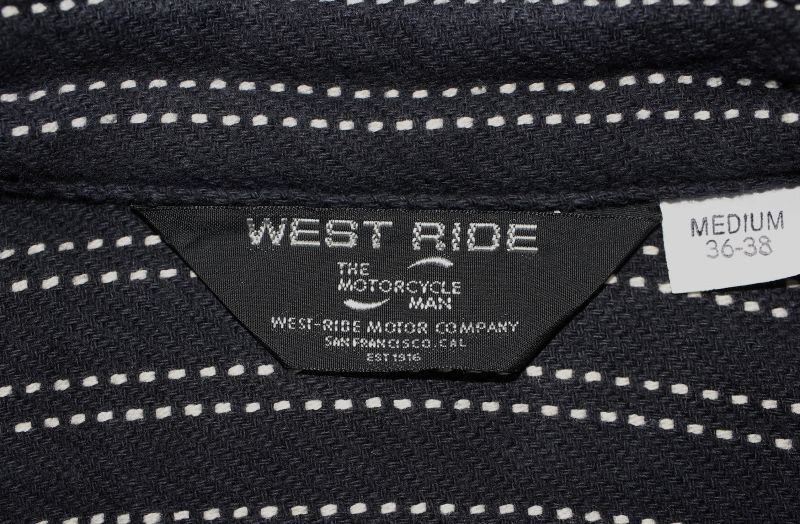 WEST RIDE
THE
MOTORCYCLE
MAN
WEST-RIDE MOTOR COMPANY
SAN FRANCISCO, CAL
EST 1916
MEDIUM
36-38